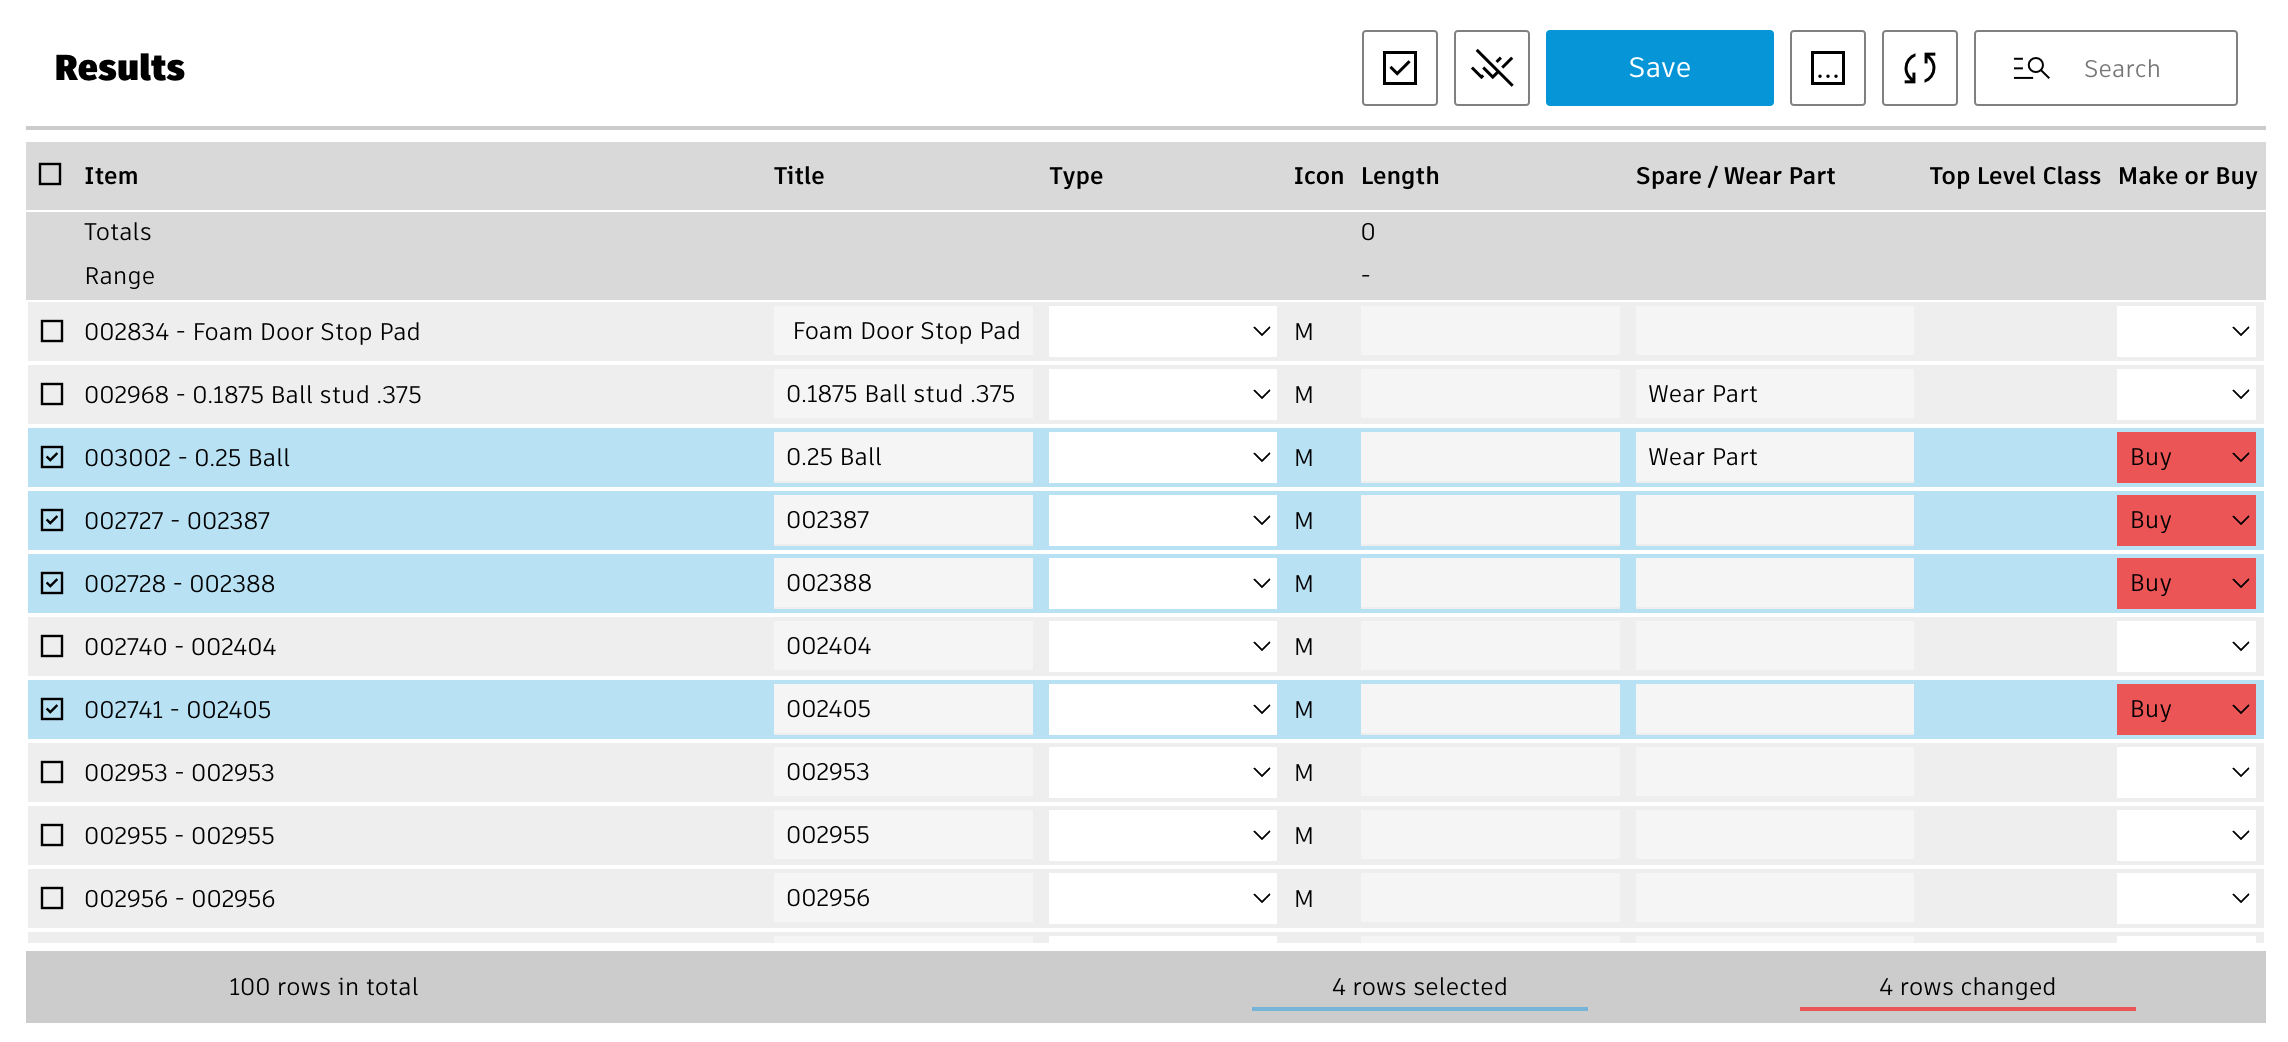 Results
Save
...
Search
Item Title Type Icon Length Spare / Wear Part Top Level Class Make or Buy
Totals 0
Range -
002834 - Foam Door Stop Pad Foam Door Stop Pad M
002968 - 0.1875 Ball stud .375 0.1875 Ball stud .375 M Wear Part
003002 - 0.25 Ball 0.25 Ball M Wear Part Buy
002727 - 002387 002387 M Buy
002728 - 002388 002388 M Buy
002740 - 002404 002404 M
002741 - 002405 002405 M Buy
002953 - 002953 002953 M
002955 - 002955 002955 M
002956 - 002956 002956 M
100 rows in total 4 rows selected 4 rows changed